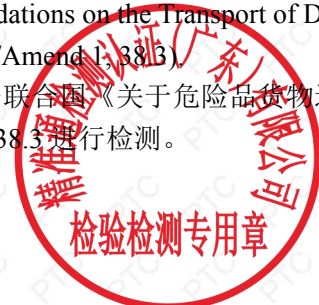 dations on the Transport of D
/Amend 1, 38.3).
联合国《关于危险品货物
38.3 进行检测。
精准通检测认证（广东）有限公司
检验检测专用章
PTC